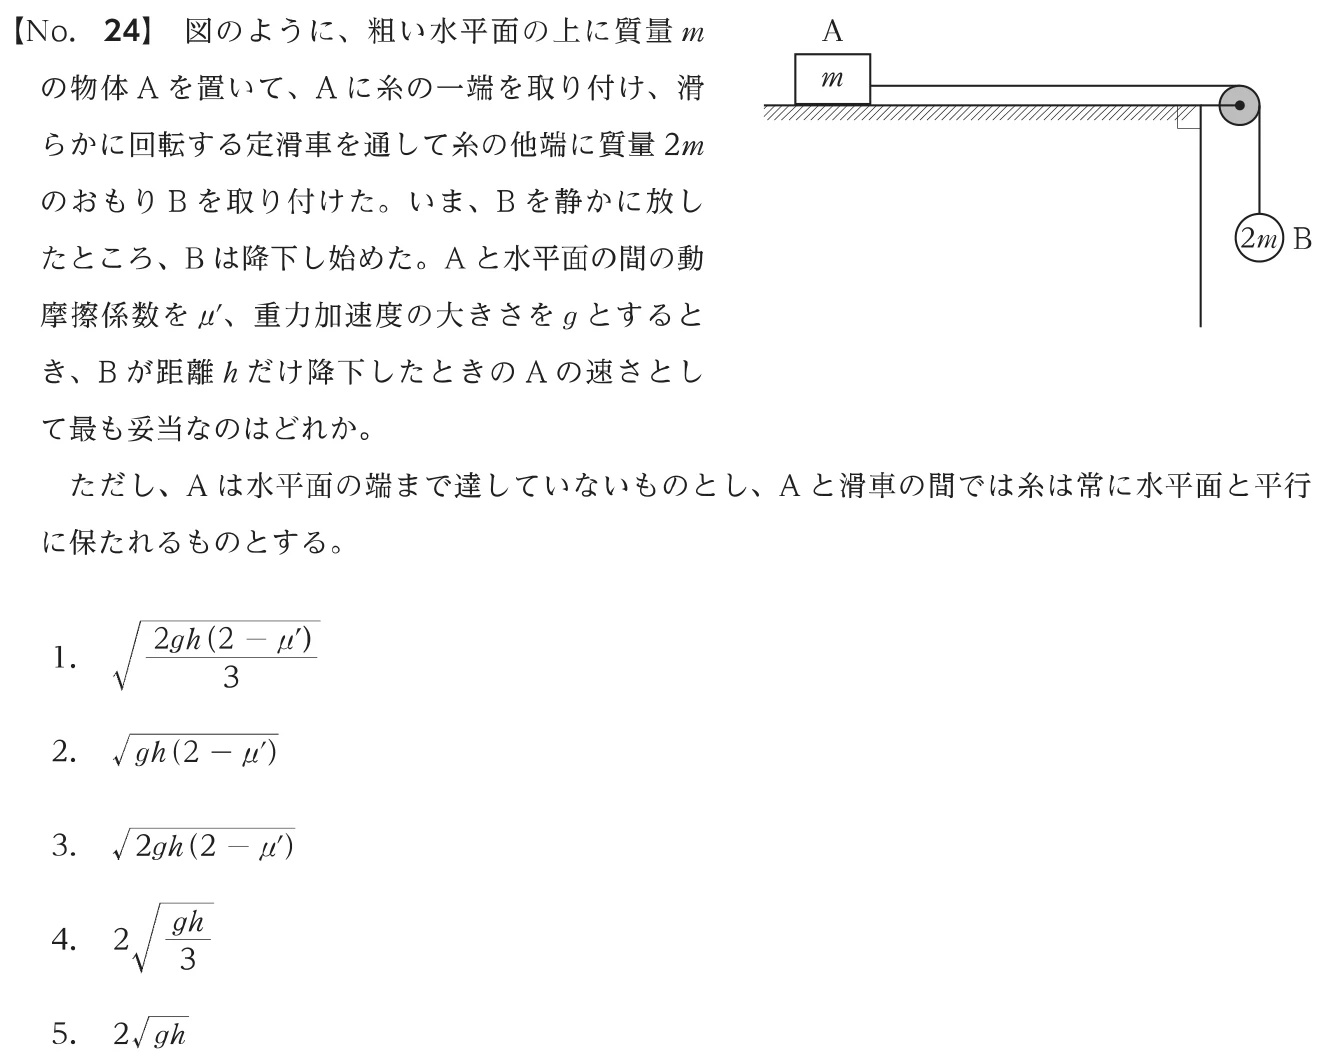 【No. 24】 図のように、粗い水平面の上に質量 m
の物体 A を置いて、A に糸の一端を取り付け、滑
らかに回転する定滑車を通して糸の他端に質量 2m
のおもり B を取り付けた。いま、B を静かに放し
たところ、B は降下し始めた。A と水平面の間の動
摩擦係数を μ′、重力加速度の大きさを g とすると
き、B が距離 h だけ降下したときの A の速さとし
て最も妥当なのはどれか。
A
m
2m B
ただし、A は水平面の端まで達していないものとし、A と滑車の間では糸は常に水平面と平行
に保たれるものとする。
1. √(2gh(2 − μ′)/3)
2. √(gh(2 − μ′))
3. √(2gh(2 − μ′))
4. 2√(gh/3)
5. 2√(gh)